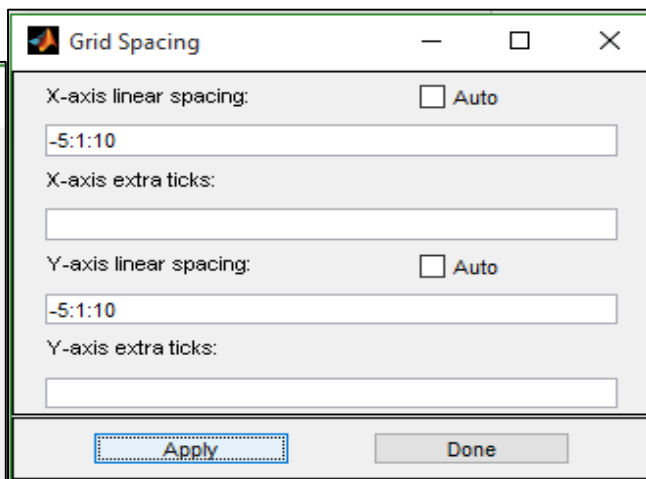 Grid Spacing
X-axis linear spacing: Auto
-5:1:10
X-axis extra ticks:
Y-axis linear spacing: Auto
-5:1:10
Y-axis extra ticks:
Apply Done